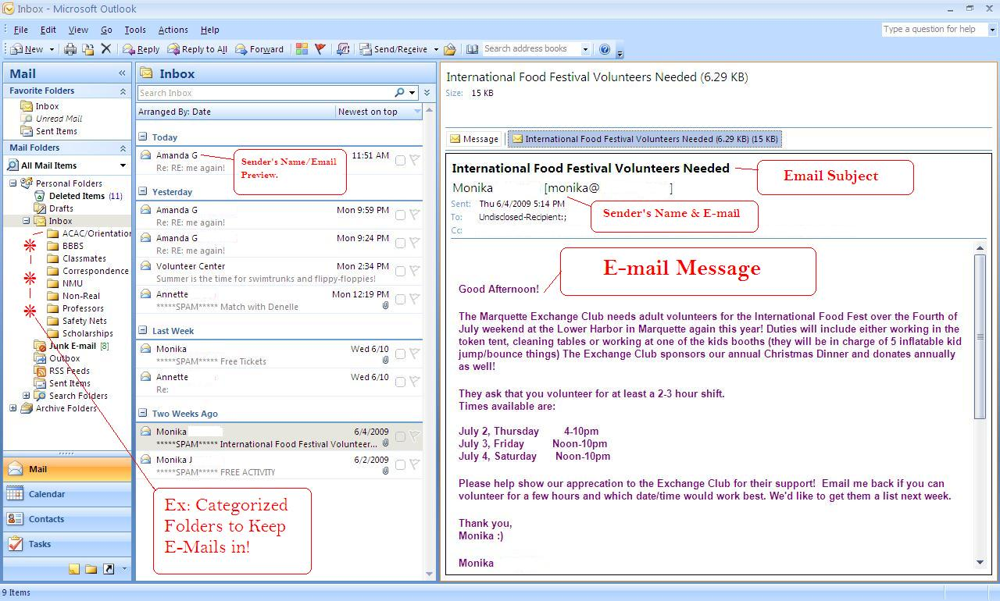 Inbox - Microsoft Outlook
File Edit View Go Tools Actions Help
Type a question for help
New Reply Reply to All Forward Send/Receive Search address books
Mail
Favorite Folders
Inbox
Unread Mail
Sent Items
Mail Folders
All Mail Items
Personal Folders
Deleted Items (11)
Drafts
Inbox
ACAC/Orientation
BBBS
Classmates
Correspondence
NMU
Non-Real
Professors
Safety Nets
Scholarships
Junk E-mail [8]
Outbox
RSS Feeds
Sent Items
Search Folders
Archive Folders
Mail
Calendar
Contacts
Tasks
9 Items
Inbox
Search Inbox
Arranged By: Date Newest on top
Today
Amanda G 11:51 AM
Re: RE: me again!
Sender's Name/Email
Preview.
Yesterday
Amanda G Mon 9:59 PM
Re: RE: me again!
Amanda G Mon 9:24 PM
Re: RE: me again!
Volunteer Center Mon 2:34 PM
Summer is the time for swimtrunks and flippy-floppies!
Annette Mon 12:19 PM
*****SPAM***** Match with Denelle
Last Week
Monika Wed 6/10
*****SPAM***** Free Tickets
Annette Wed 6/10
Re:
Two Weeks Ago
Monika 6/4/2009
*****SPAM***** International Food Festival Volunteer...
Monika J 6/2/2009
*****SPAM***** FREE ACTIVITY
Ex: Categorized
Folders to Keep
E-Mails in!
International Food Festival Volunteers Needed (6.29 KB)
Size: 15 KB
Message International Food Festival Volunteers Needed (6.29 KB) (15 KB)
International Food Festival Volunteers Needed
Email Subject
Monika [monika@ ]
Sent: Thu 6/4/2009 5:14 PM
Sender's Name & E-mail
To: Undisclosed-Recipient:;
Cc:
E-mail Message
Good Afternoon!
The Marquette Exchange Club needs adult volunteers for the International Food Fest over the Fourth of
July weekend at the Lower Harbor in Marquette again this year! Duties will include either working in the
token tent, cleaning tables or working at one of the kids booths (they will be in charge of 5 inflatable kid
jump/bounce things) The Exchange Club sponsors our annual Christmas Dinner and donates annually
as well!
They ask that you volunteer for at least a 2-3 hour shift.
Times available are:
July 2, Thursday 4-10pm
July 3, Friday Noon-10pm
July 4, Saturday Noon-10pm
Please help show our apprecation to the Exchange Club for their support! Email me back if you can
volunteer for a few hours and which date/time would work best. We'd like to get them a list next week.
Thank you,
Monika :)
Monika